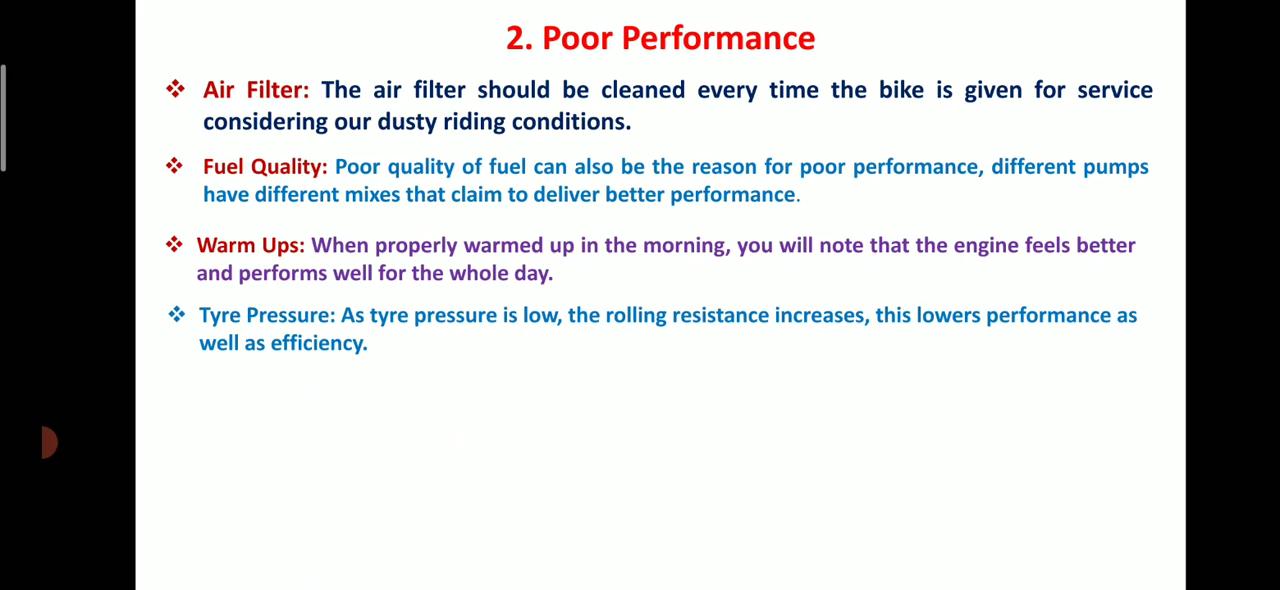 2. Poor Performance
❖ Air Filter: The air filter should be cleaned every time the bike is given for service
considering our dusty riding conditions.
❖ Fuel Quality: Poor quality of fuel can also be the reason for poor performance, different pumps
have different mixes that claim to deliver better performance.
❖ Warm Ups: When properly warmed up in the morning, you will note that the engine feels better
and performs well for the whole day.
❖ Tyre Pressure: As tyre pressure is low, the rolling resistance increases, this lowers performance as
well as efficiency.